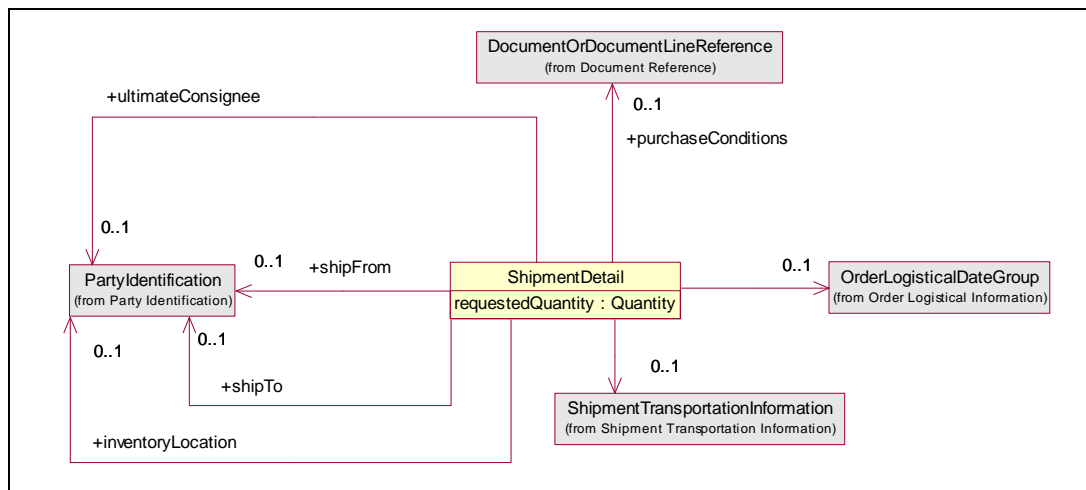 DocumentOrDocumentLineReference
(from Document Reference)
+ultimateConsignee
0..1
+purchaseConditions
0..1
PartyIdentification
(from Party Identification)
0..1
+shipFrom
ShipmentDetail
requestedQuantity : Quantity
0..1
OrderLogisticalDateGroup
(from Order Logistical Information)
0..1
0..1
+shipTo
0..1
ShipmentTransportationInformation
(from Shipment Transportation Information)
+inventoryLocation